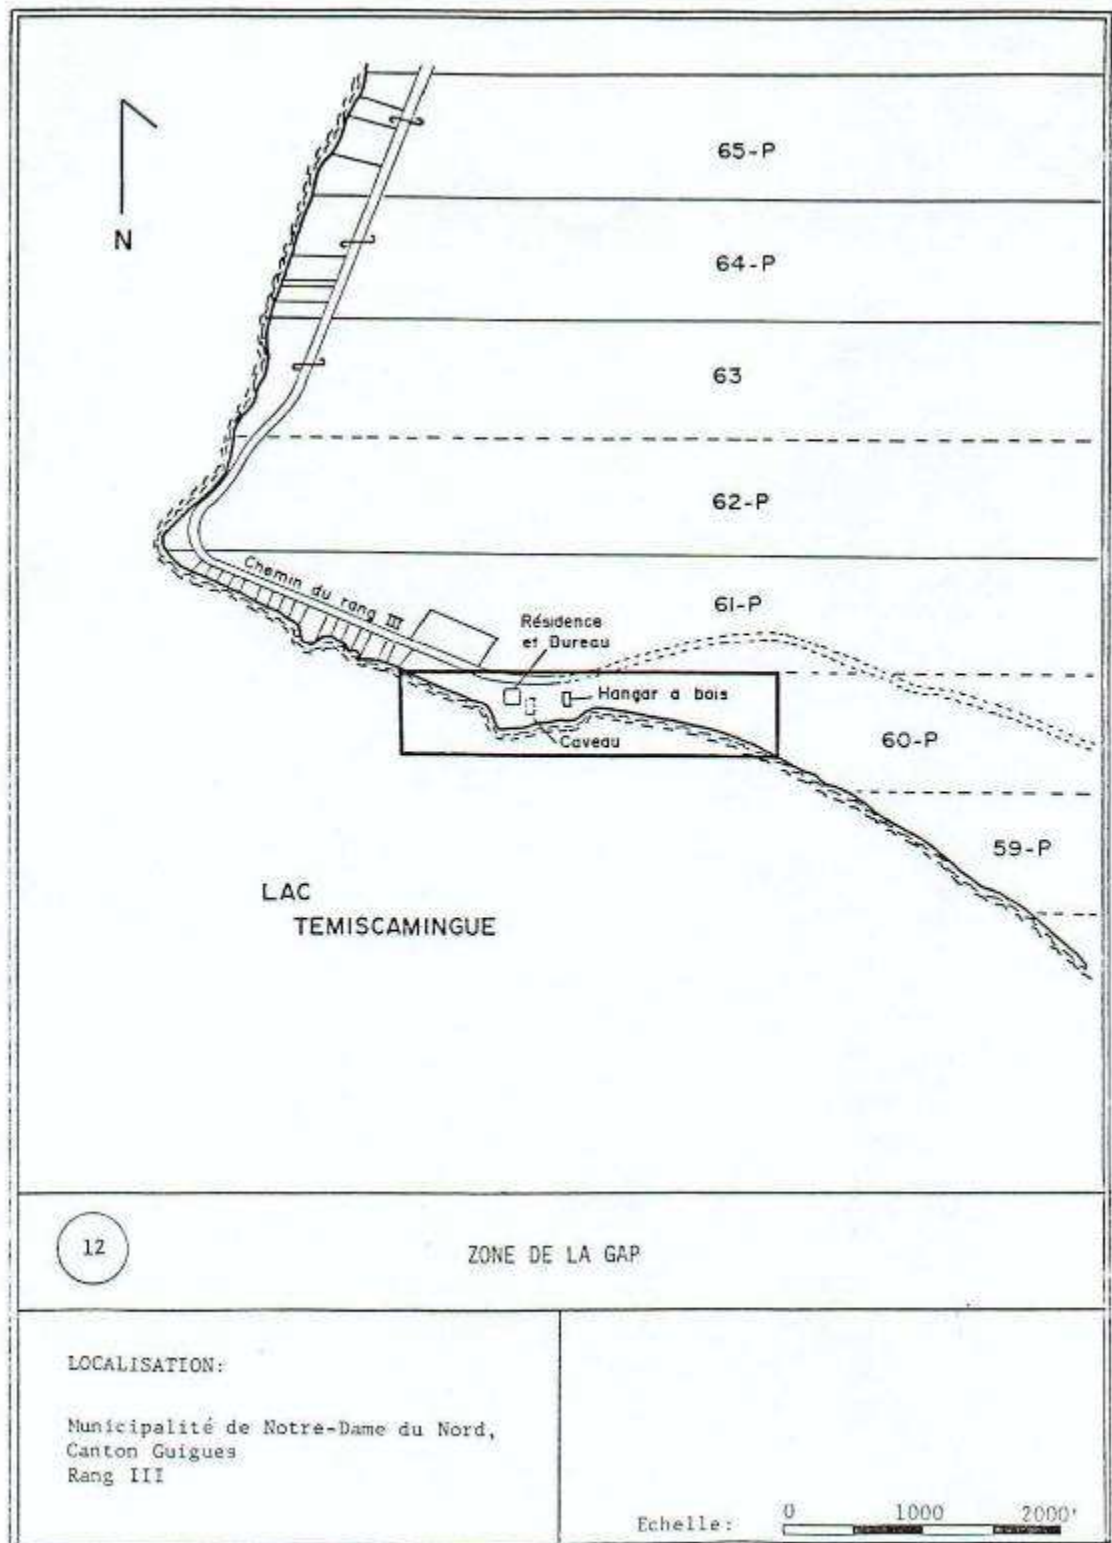 N
65-P
64-P
63
62-P
61-P
Chemin du rang III
Résidence
et Bureau
Hangar a bois
Caveau
60-P
59-P
LAC
TEMISCAMINGUE
12
ZONE DE LA GAP
LOCALISATION:
Municipalité de Notre-Dame du Nord,
Canton Guigues
Rang III
Echelle: 0 1000 2000'